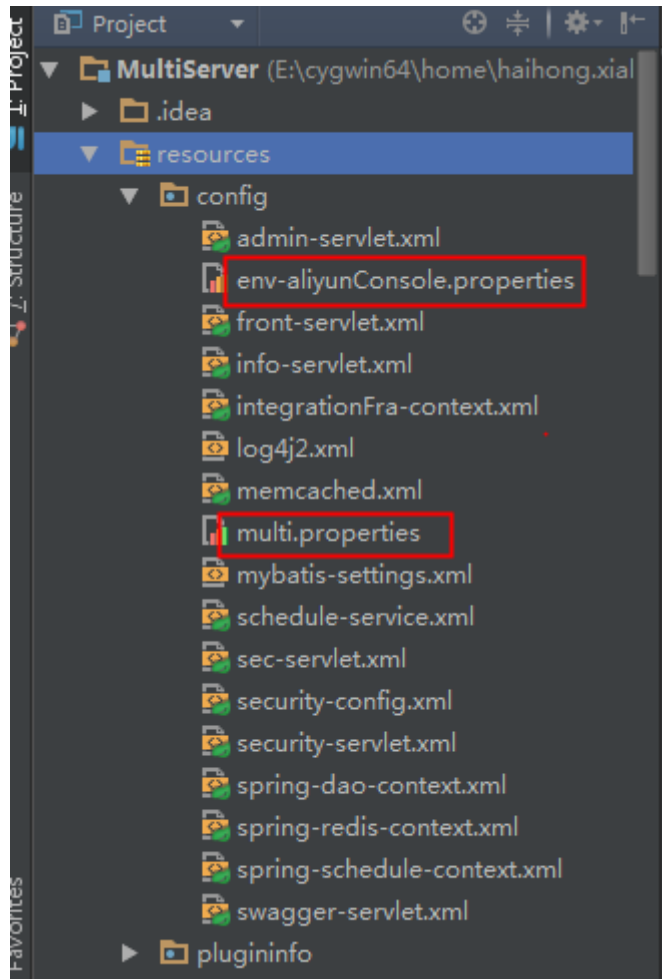 Project
MultiServer (E:\cygwin64\home\haihong.xial
.idea
resources
config
admin-servlet.xml
env-aliyunConsole.properties
front-servlet.xml
info-servlet.xml
integrationFra-context.xml
log4j2.xml
memcached.xml
multi.properties
mybatis-settings.xml
schedule-service.xml
sec-servlet.xml
security-config.xml
security-servlet.xml
spring-dao-context.xml
spring-redis-context.xml
spring-schedule-context.xml
swagger-servlet.xml
plugininfo
1: Project
7: Structure
Favorites